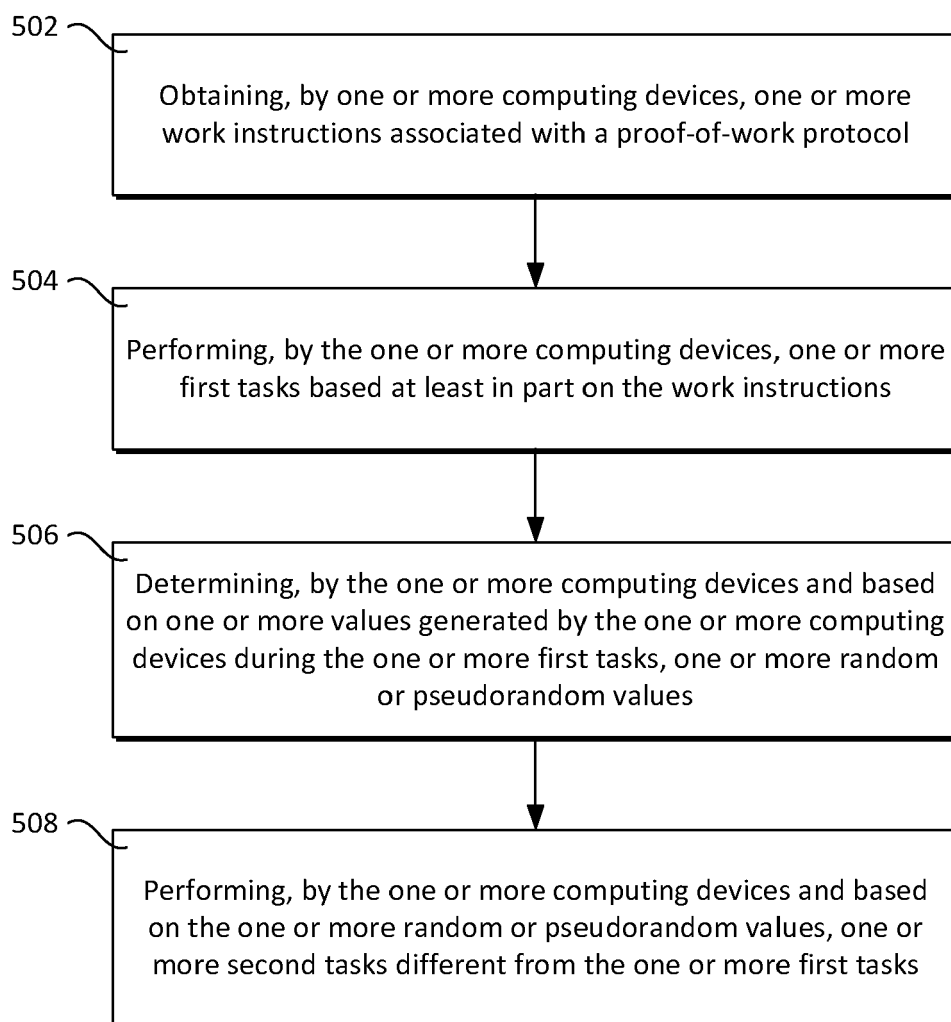 502
Obtaining, by one or more computing devices, one or more
work instructions associated with a proof-of-work protocol
504
Performing, by the one or more computing devices, one or more
first tasks based at least in part on the work instructions
506
Determining, by the one or more computing devices and based
on one or more values generated by the one or more computing
devices during the one or more first tasks, one or more random
or pseudorandom values
508
Performing, by the one or more computing devices and based
on the one or more random or pseudorandom values, one or
more second tasks different from the one or more first tasks